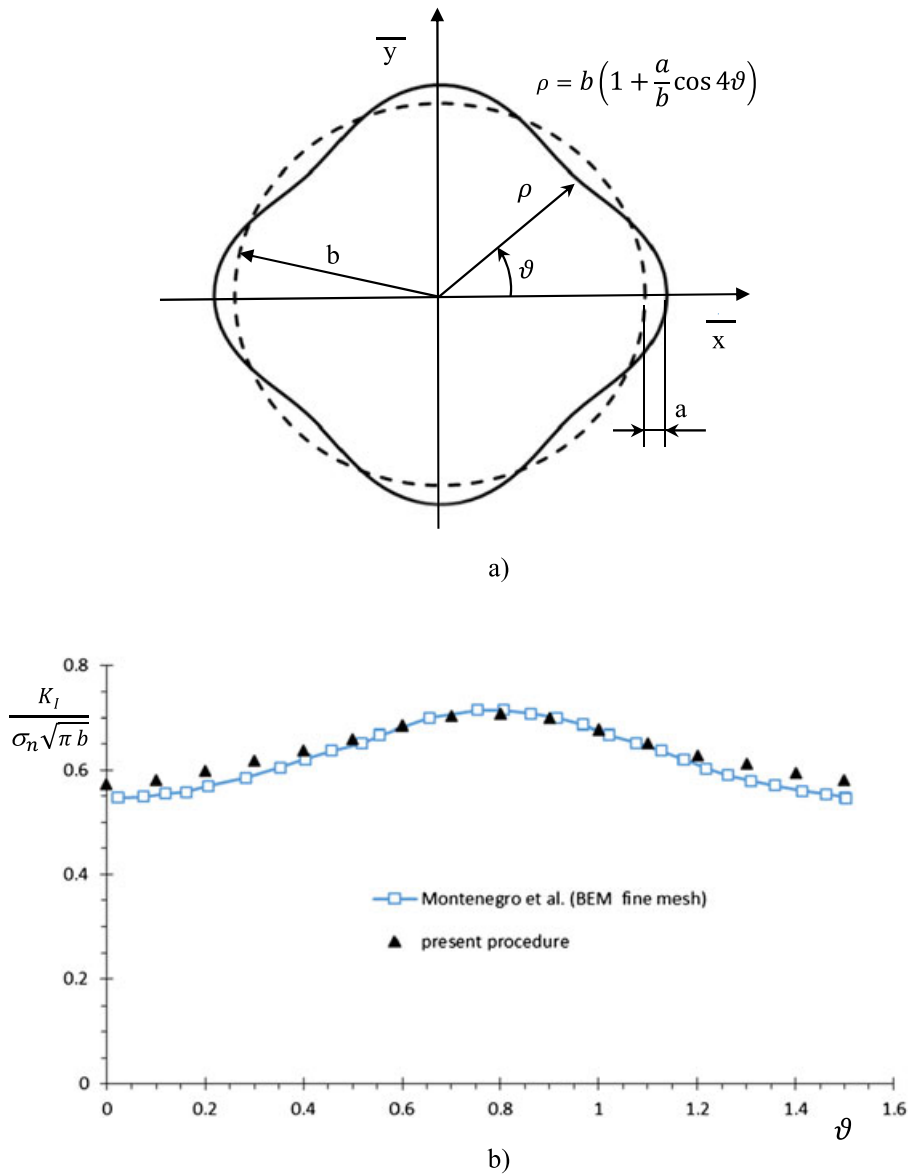 y
ρ = b(1 + a/b cos 4ϑ)
ρ
b
ϑ
x
a
a)
0.8
K_I / σ_n√(π b)
0.6
0.4
Montenegro et al. (BEM fine mesh)
present procedure
0.2
0
0 0.2 0.4 0.6 0.8 1 1.2 1.4 1.6
ϑ
b)